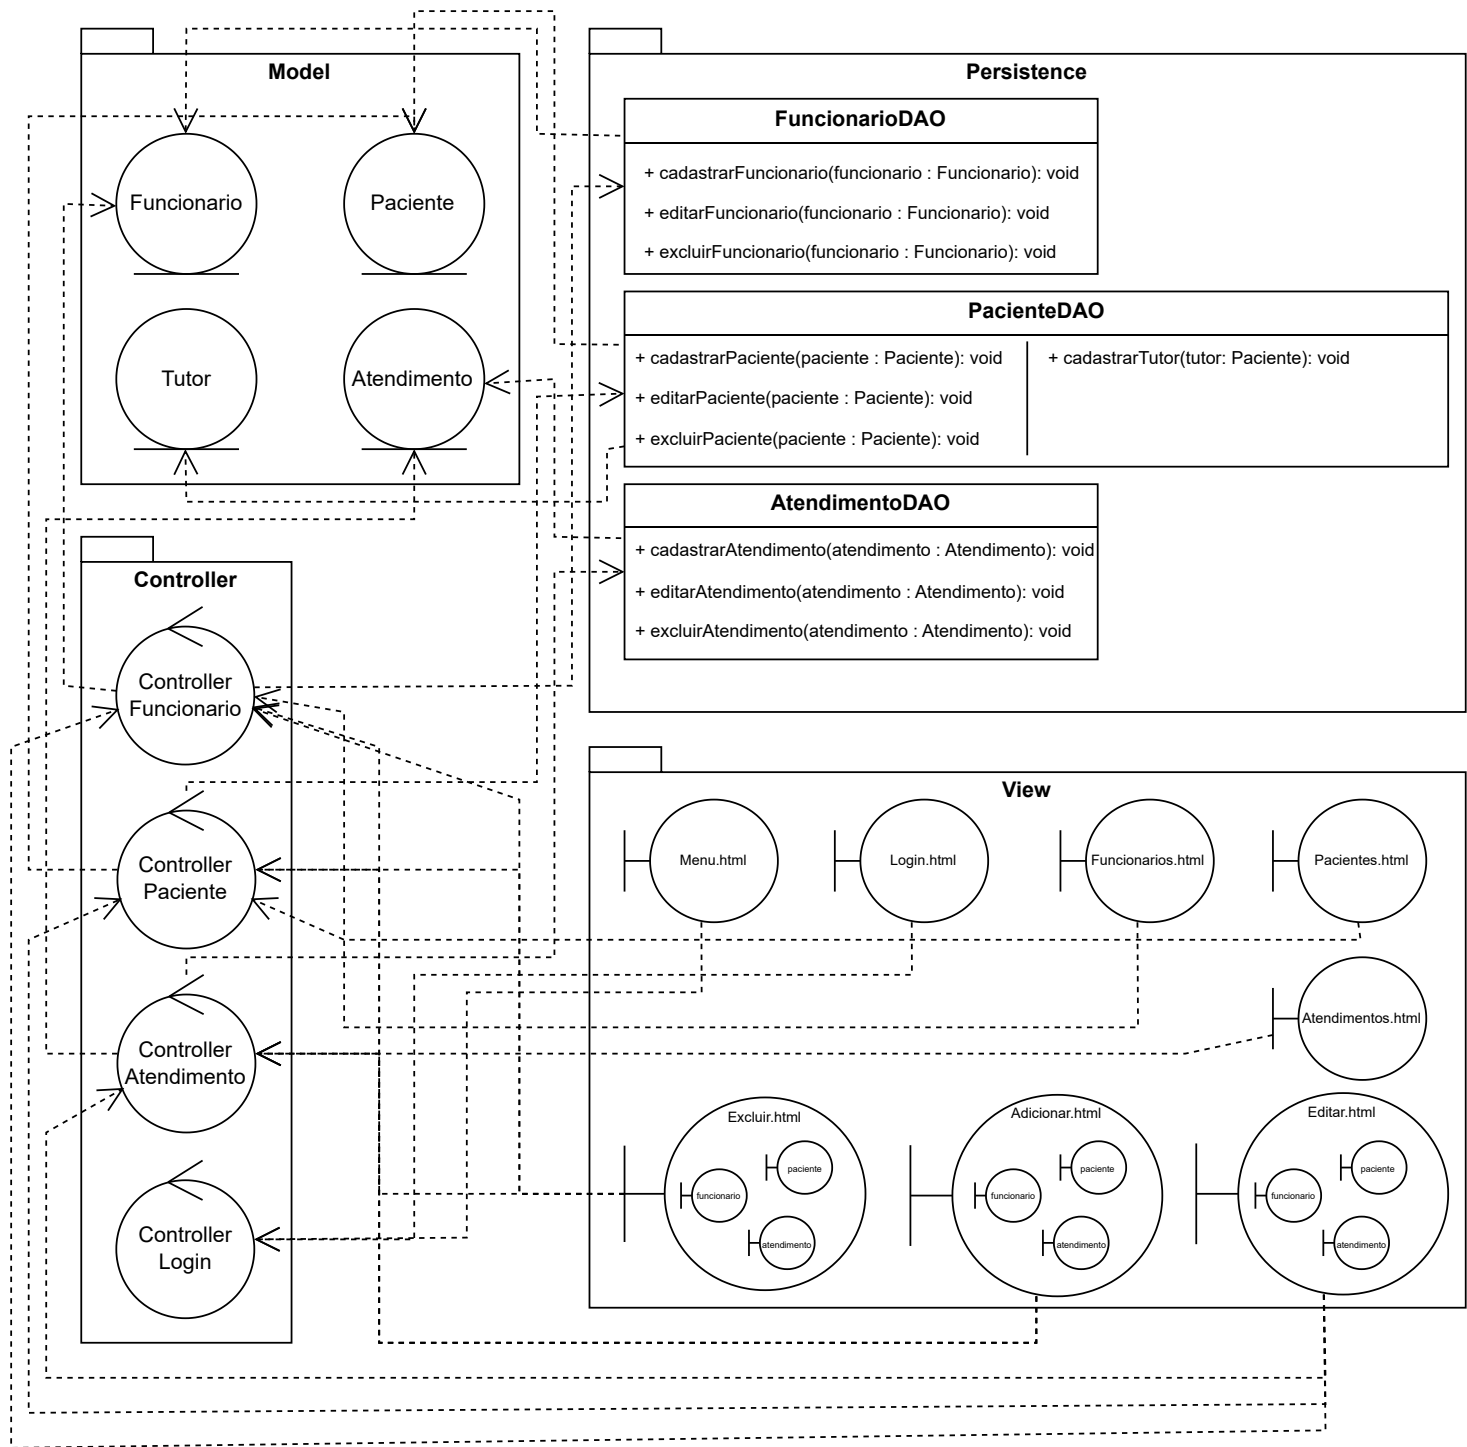 Model
Funcionario
Paciente
Tutor
Atendimento
Persistence
FuncionarioDAO
+ cadastrarFuncionario(funcionario : Funcionario): void
+ editarFuncionario(funcionario : Funcionario): void
+ excluirFuncionario(funcionario : Funcionario): void
PacienteDAO
+ cadastrarPaciente(paciente : Paciente): void
+ editarPaciente(paciente : Paciente): void
+ excluirPaciente(paciente : Paciente): void
+ cadastrarTutor(tutor: Paciente): void
AtendimentoDAO
+ cadastrarAtendimento(atendimento : Atendimento): void
+ editarAtendimento(atendimento : Atendimento): void
+ excluirAtendimento(atendimento : Atendimento): void
Controller
Controller
Funcionario
Controller
Paciente
Controller
Atendimento
Controller
Login
View
Menu.html
Login.html
Funcionarios.html
Pacientes.html
Atendimentos.html
Excluir.html
paciente
funcionario
atendimento
Adicionar.html
paciente
funcionario
atendimento
Editar.html
paciente
funcionario
atendimento